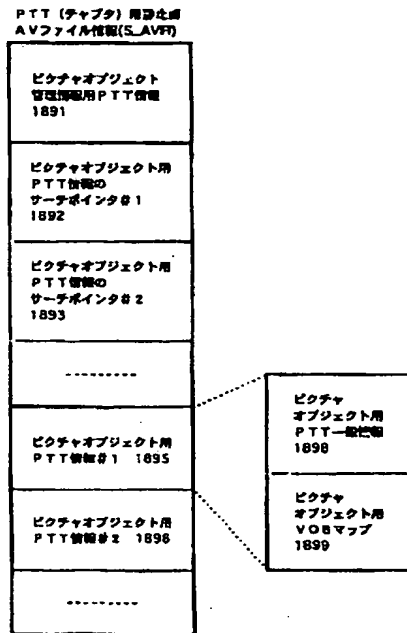 PTT (チャプタ) 用静止画
AVファイル情報(S_AVFI)
ピクチャオブジェクト
管理情報用PTT情報
1891
ピクチャオブジェクト用
PTT情報の
サーチポインタ#1
1892
ピクチャオブジェクト用
PTT情報の
サーチポインタ#2
1893
ピクチャオブジェクト用
PTT情報#1 1895
ピクチャオブジェクト用
PTT情報#2 1896
ピクチャ
オブジェクト用
PTT一般情報
1898
ピクチャ
オブジェクト用
VOBマップ
1899